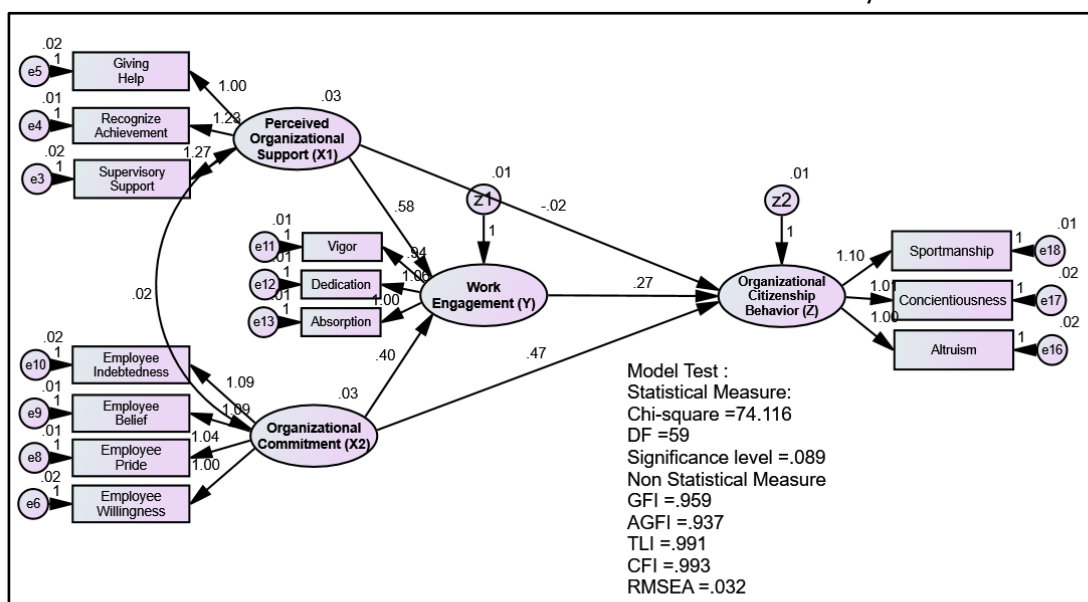 .02
1
e5
Giving
Help
1.00
.01
1
e4
Recognize
Achievement
1.23
.02
1
e3
Supervisory
Support
1.27
.03
Perceived
Organizational
Support (X1)
.58
-.02
.01
z1
1
.01
z2
1
.01
1
e11
Vigor
.94
.01
1
e12
Dedication
1.06
.01
1
e13
Absorption
1.00
Work
Engagement (Y)
.27
Organizational
Citizenship
Behavior (Z)
1.10
Sportmanship
1
.01
e18
1.01
Concientiousness
1
.02
e17
1.00
Altruism
1
.02
e16
.02
.40
.47
.02
1
e10
Employee
Indebtedness
1.09
.01
1
e9
Employee
Belief
1.09
.01
1
e8
Employee
Pride
1.04
.02
1
e6
Employee
Willingness
1.00
.03
Organizational
Commitment (X2)
Model Test :
Statistical Measure:
Chi-square =74.116
DF =59
Significance level =.089
Non Statistical Measure
GFI =.959
AGFI =.937
TLI =.991
CFI =.993
RMSEA =.032